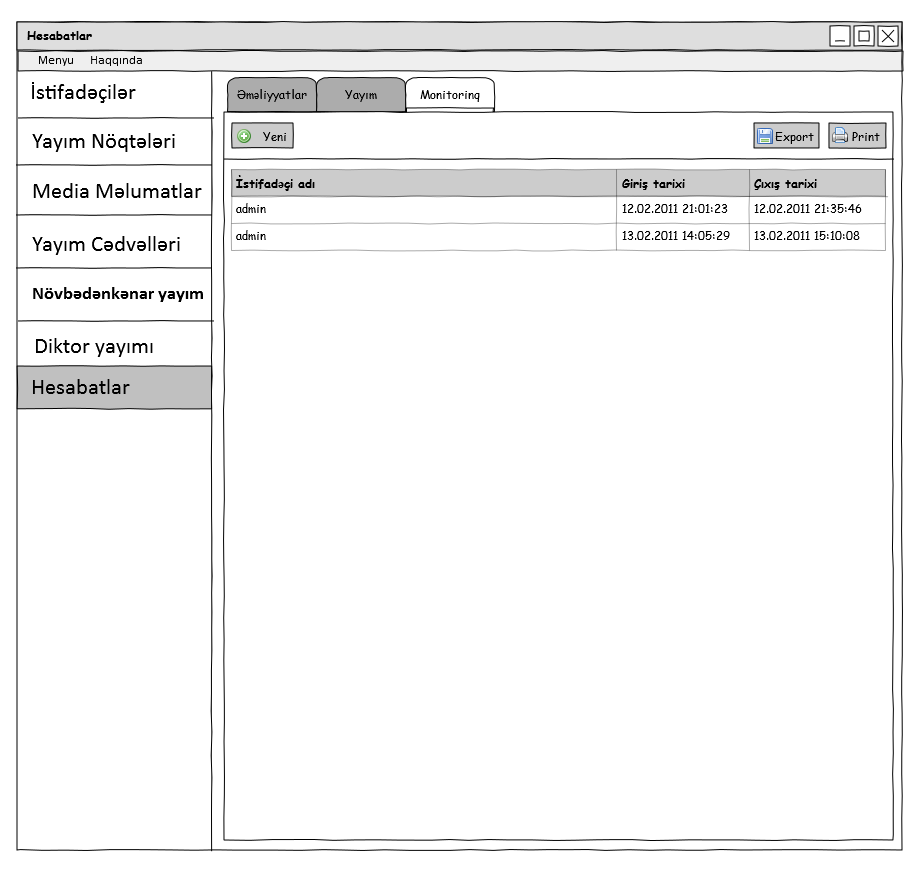 Hesabatlar
Menyu Haqqında
İstifadəçilər
Yayım Nöqtələri
Media Məlumatlar
Yayım Cədvəlləri
Növbədənkənar yayım
Diktor yayımı
Hesabatlar
Əməliyyatlar Yayım Monitorinq
Yeni Export Print
İstifadəçi adı Giriş tarixi Çıxış tarixi
admin 12.02.2011 21:01:23 12.02.2011 21:35:46
admin 13.02.2011 14:05:29 13.02.2011 15:10:08